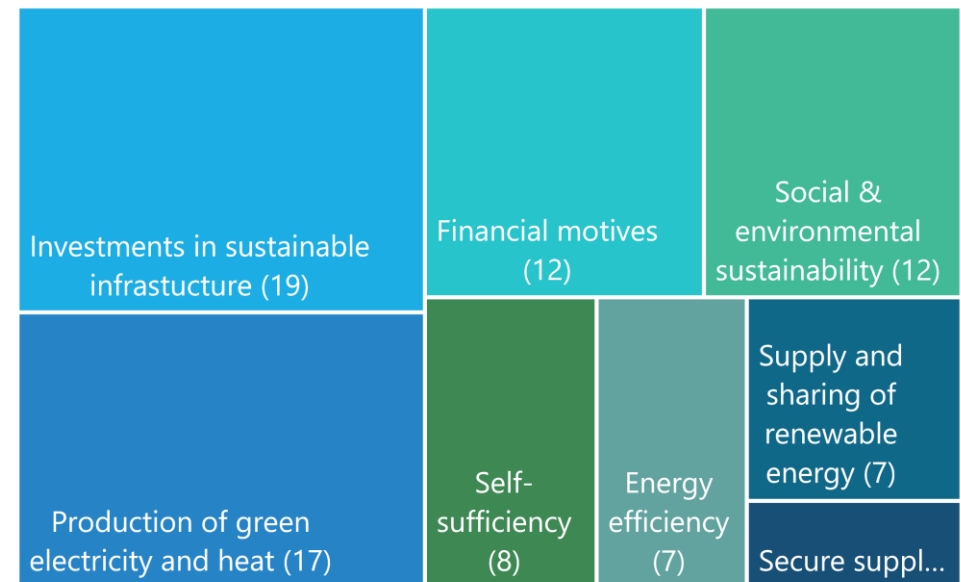 Investments in sustainable
infrastucture (19)
Financial motives
(12)
Social &
environmental
sustainability (12)
Production of green
electricity and heat (17)
Self-
sufficiency
(8)
Energy
efficiency
(7)
Supply and
sharing of
renewable
energy (7)
Secure suppl...